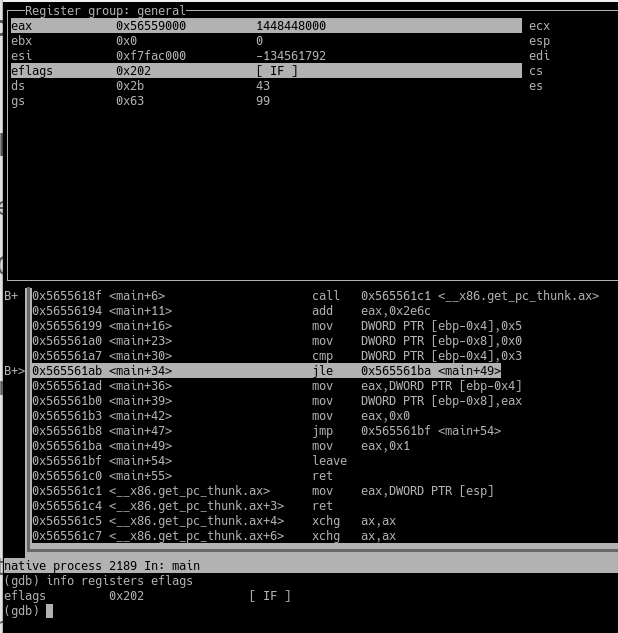 Register group: general
eax 0x56559000 1448448000 ecx
ebx 0x0 0 esp
esi 0xf7fac000 -134561792 edi
eflags 0x202 [ IF ] cs
ds 0x2b 43 es
gs 0x63 99
B+ 0x5655618f <main+6> call 0x565561c1 <__x86.get_pc_thunk.ax>
0x56556194 <main+11> add eax,0x2e6c
0x56556199 <main+16> mov DWORD PTR [ebp-0x4],0x5
0x565561a0 <main+23> mov DWORD PTR [ebp-0x8],0x0
0x565561a7 <main+30> cmp DWORD PTR [ebp-0x4],0x3
B+> 0x565561ab <main+34> jle 0x565561ba <main+49>
0x565561ad <main+36> mov eax,DWORD PTR [ebp-0x4]
0x565561b0 <main+39> mov DWORD PTR [ebp-0x8],eax
0x565561b3 <main+42> mov eax,0x0
0x565561b8 <main+47> jmp 0x565561bf <main+54>
0x565561ba <main+49> mov eax,0x1
0x565561bf <main+54> leave
0x565561c0 <main+55> ret
0x565561c1 <__x86.get_pc_thunk.ax> mov eax,DWORD PTR [esp]
0x565561c4 <__x86.get_pc_thunk.ax+3> ret
0x565561c5 <__x86.get_pc_thunk.ax+4> xchg ax,ax
0x565561c7 <__x86.get_pc_thunk.ax+6> xchg ax,ax
native process 2189 In: main
(gdb) info registers eflags
eflags 0x202 [ IF ]
(gdb)